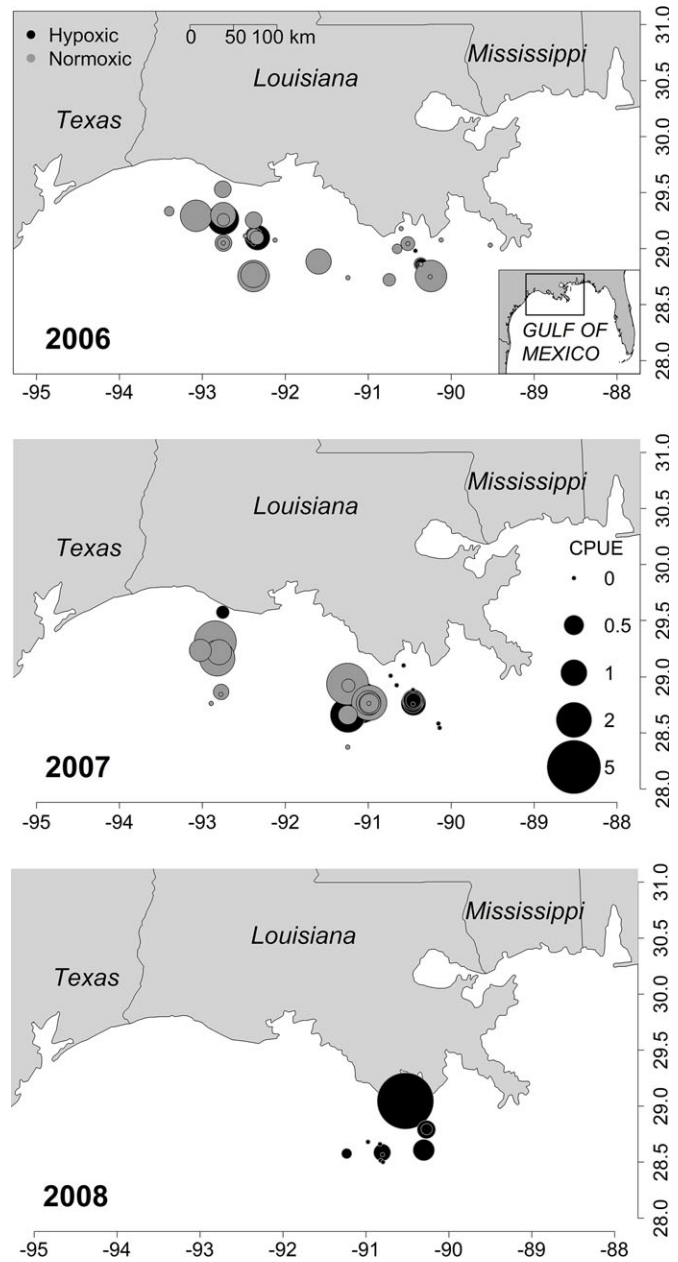 Hypoxic
Normoxic
0 50 100 km
Mississippi
Louisiana
Texas
31.0
30.5
30.0
29.5
29.0
28.5
28.0
2006
GULF OF
MEXICO
-95 -94 -93 -92 -91 -90 -89 -88
Mississippi
Louisiana
Texas
CPUE
0
0.5
1
2
5
31.0
30.5
30.0
29.5
29.0
28.5
28.0
2007
-95 -94 -93 -92 -91 -90 -89 -88
Mississippi
Louisiana
Texas
31.0
30.5
30.0
29.5
29.0
28.5
28.0
2008
-95 -94 -93 -92 -91 -90 -89 -88